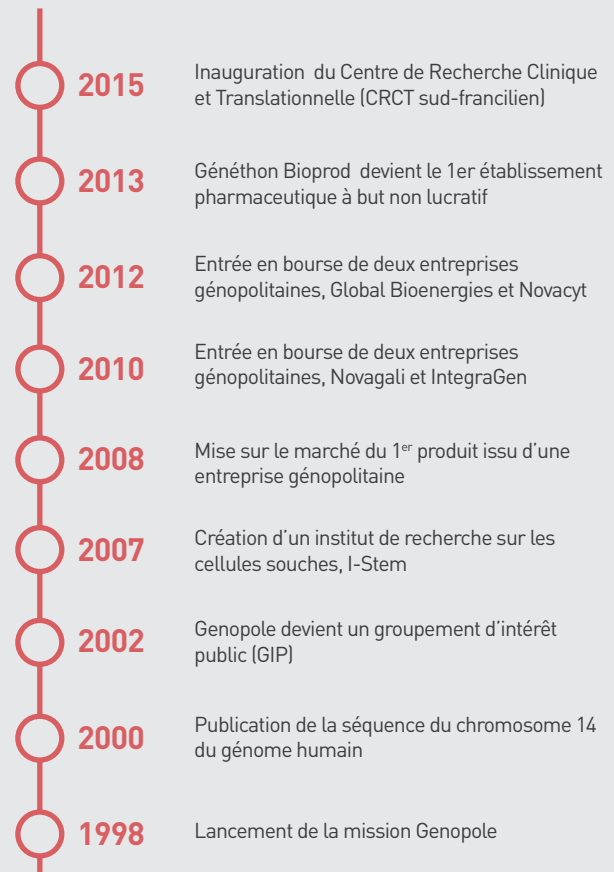 2015
Inauguration du Centre de Recherche Clinique
et Translationnelle (CRCT sud-francilien)
2013
Généthon Bioprod devient le 1er établissement
pharmaceutique à but non lucratif
2012
Entrée en bourse de deux entreprises
génopolitaines, Global Bioenergies et Novacyt
2010
Entrée en bourse de deux entreprises
génopolitaines, Novagali et IntegraGen
2008
Mise sur le marché du 1er produit issu d'une
entreprise génopolitaine
2007
Création d'un institut de recherche sur les
cellules souches, I-Stem
2002
Genopole devient un groupement d'intérêt
public (GIP)
2000
Publication de la séquence du chromosome 14
du génome humain
1998
Lancement de la mission Genopole